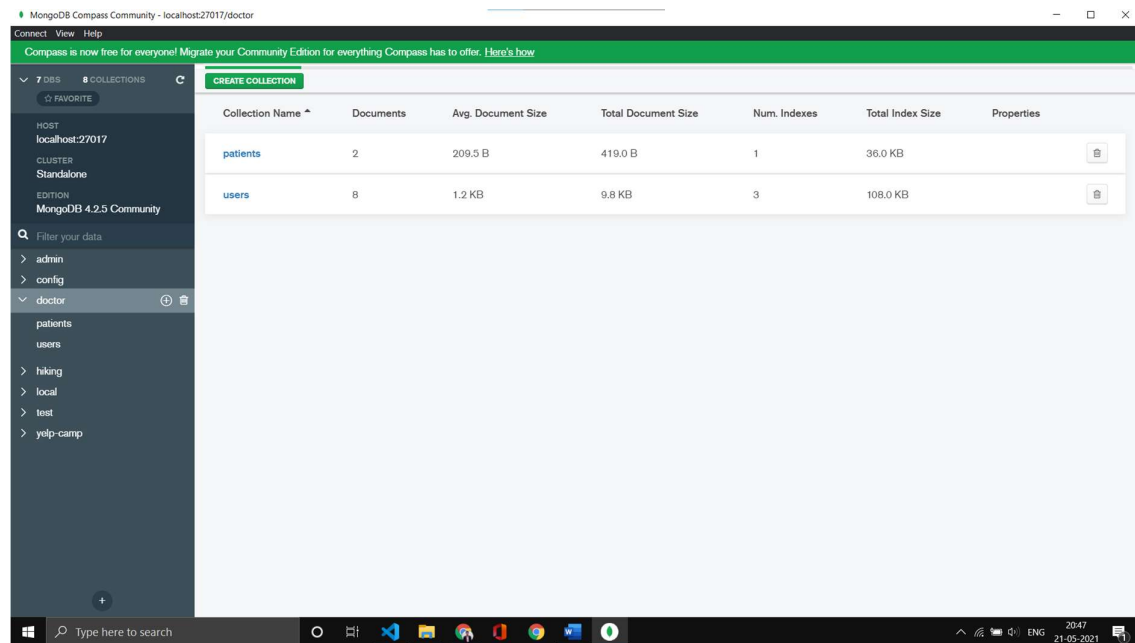 MongoDB Compass Community - localhost:27017/doctor
Connect View Help
Compass is now free for everyone! Migrate your Community Edition for everything Compass has to offer. Here's how
7 DBS 8 COLLECTIONS
FAVORITE
HOST
localhost:27017
CLUSTER
Standalone
EDITION
MongoDB 4.2.5 Community
Filter your data
admin
config
doctor
patients
users
hiking
local
test
yelp-camp
CREATE COLLECTION
Collection Name Documents Avg. Document Size Total Document Size Num. Indexes Total Index Size Properties
patients 2 209.5 B 419.0 B 1 36.0 KB
users 8 1.2 KB 9.8 KB 3 108.0 KB
Type here to search
ENG
20:47
21-05-2021
1